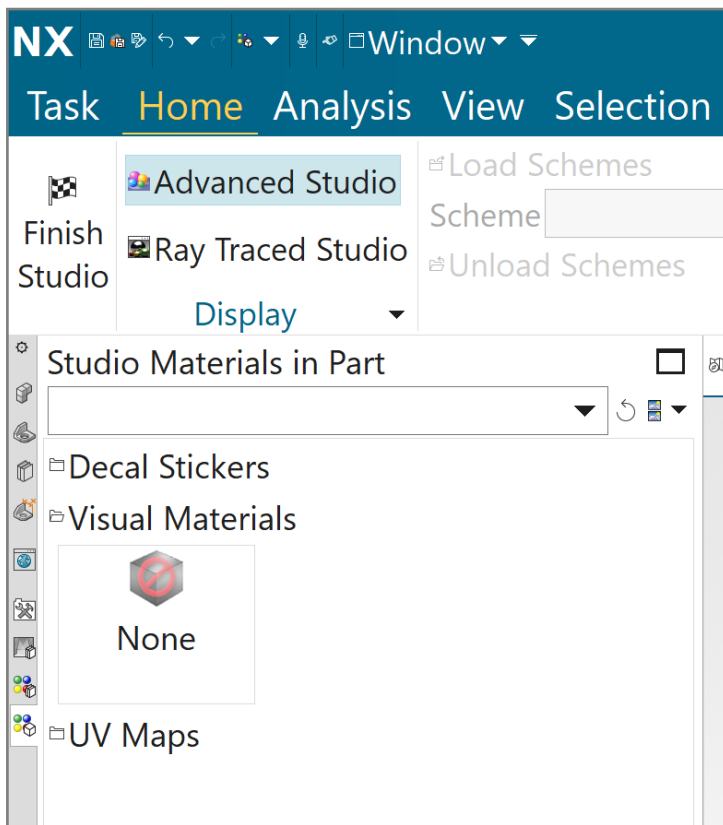 NX Window
Task Home Analysis View Selection
Finish Studio
Advanced Studio
Ray Traced Studio
Display
Load Schemes
Scheme
Unload Schemes
Studio Materials in Part
Decal Stickers
Visual Materials
None
UV Maps